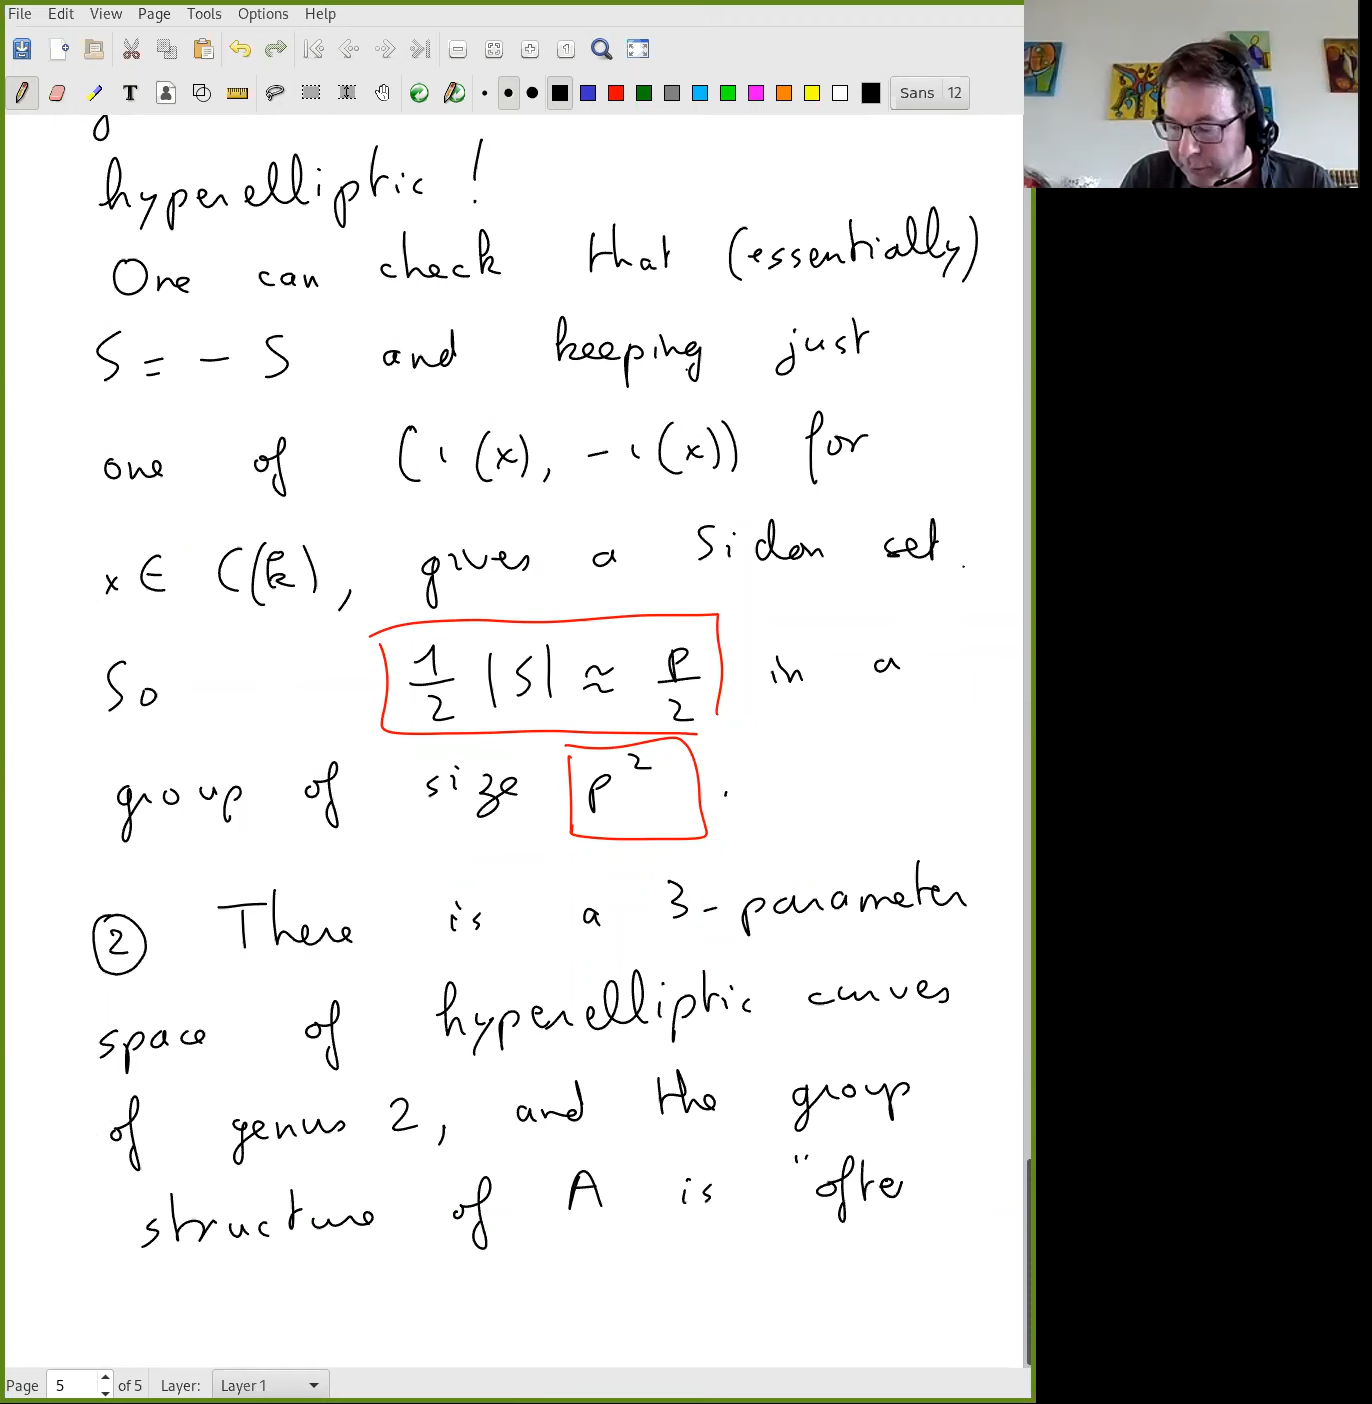 File Edit View Page Tools Options Help
Sans 12
hyperelliptic !
One can check that (essentially)
S = - S and keeping just
one of (ι(x), -ι(x)) for
x ∈ C(k), gives a Sidon set.
So 1/2 |S| ≈ p/2 in a
group of size p².
② There is a 3-parameter
space of hyperelliptic curves
of genus 2, and the group
structure of A is "ofte
Page 5 of 5 Layer: Layer 1